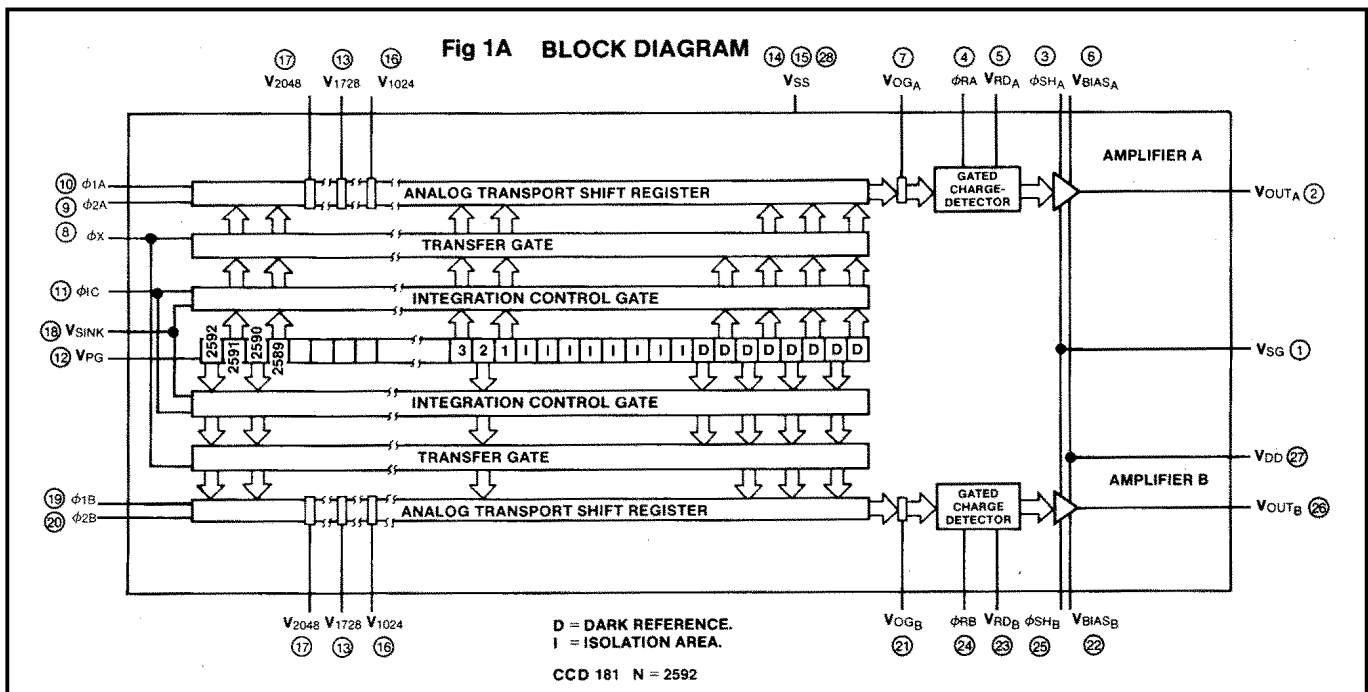 Fig 1A BLOCK DIAGRAM
⑰ ⑬ ⑯ ⑭ ⑮ ㉘ ⑦ ④ ⑤ ③ ⑥
V2048 V1728 V1024 VSS VOGA ϕRA VRDA ϕSHA VBIASA
AMPLIFIER A
⑩ ϕ1A
⑨ ϕ2A
ANALOG TRANSPORT SHIFT REGISTER
GATED
CHARGE-
DETECTOR
VOUTA ②
⑧ ϕX
TRANSFER GATE
⑪ ϕIC
INTEGRATION CONTROL GATE
⑱ VSINK
⑫ VPG
2592 2591 2590 2589 3 2 1 I I I I I I I I D D D D D D D D
VSG ①
INTEGRATION CONTROL GATE
TRANSFER GATE
VDD ㉗
AMPLIFIER B
⑲ ϕ1B
⑳ ϕ2B
ANALOG TRANSPORT SHIFT REGISTER
GATED
CHARGE
DETECTOR
VOUTB ㉖
V2048 V1728 V1024 VOGB ϕRB VRDB ϕSHB VBIASB
⑰ ⑬ ⑯ ㉑ ㉔ ㉓ ㉕ ㉒
D = DARK REFERENCE.
I = ISOLATION AREA.
CCD 181 N = 2592